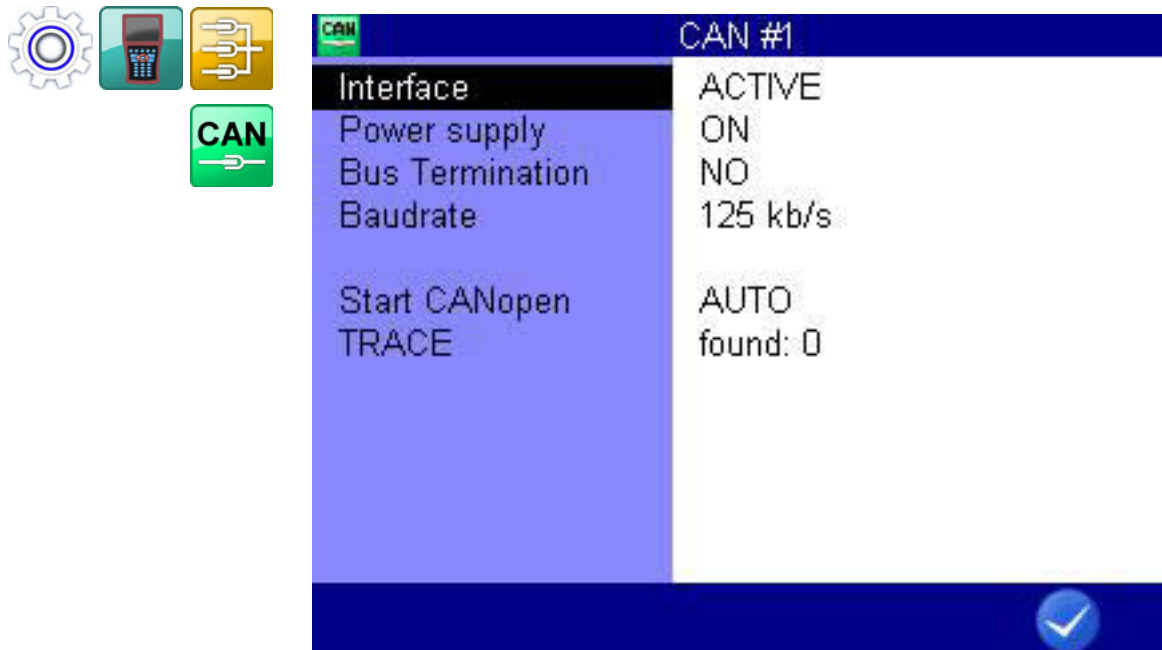 CAN
CAN CAN #1
Interface ACTIVE
Power supply ON
Bus Termination NO
Baudrate 125 kb/s
Start CANopen AUTO
TRACE found: 0